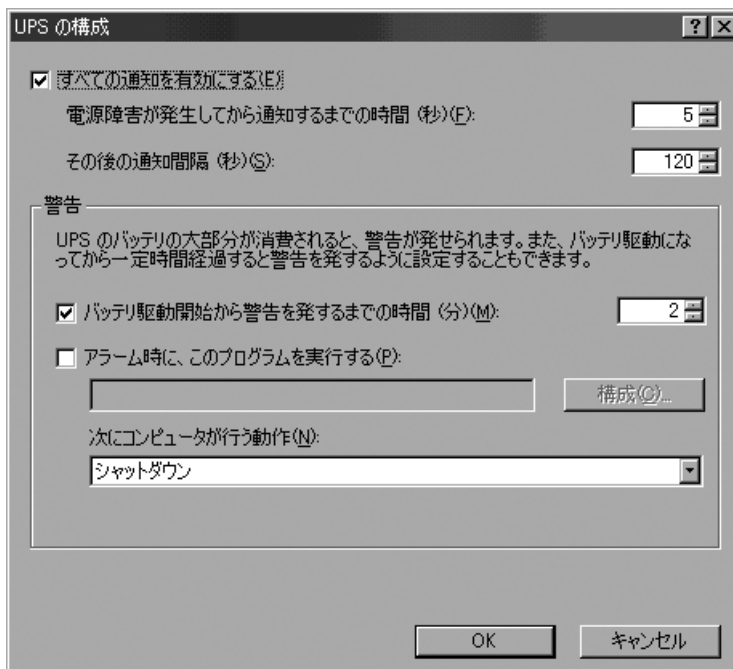 UPS の構成
すべての通知を有効にする(E)
電源障害が発生してから通知するまでの時間 (秒)(F):
5
その後の通知間隔 (秒)(S):
120
警告
UPS のバッテリの大部分が消費されると、警告が発せられます。また、バッテリ駆動にな
ってから一定時間経過すると警告を発するように設定することもできます。
バッテリ駆動開始から警告を発するまでの時間 (分)(M):
2
アラーム時に、このプログラムを実行する(P):
構成(C)...
次にコンピュータが行う動作(N):
シャットダウン
OK
キャンセル